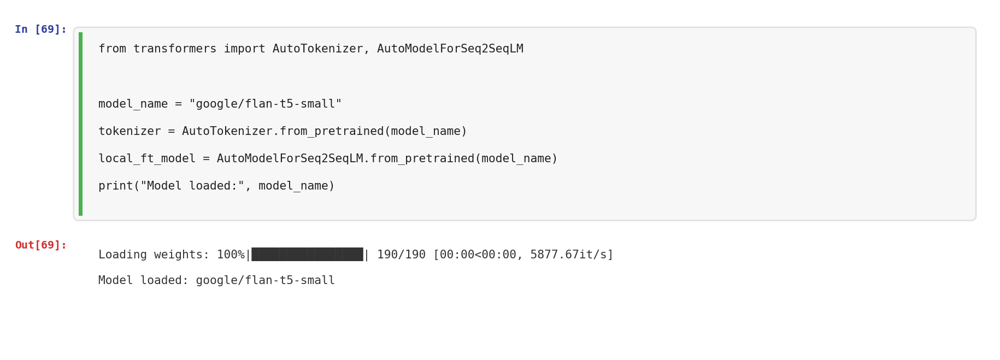 In [69]:
from transformers import AutoTokenizer, AutoModelForSeq2SeqLM
model_name = "google/flan-t5-small"
tokenizer = AutoTokenizer.from_pretrained(model_name)
local_ft_model = AutoModelForSeq2SeqLM.from_pretrained(model_name)
print("Model loaded:", model_name)
Out[69]:
Loading weights: 100%|████████████████| 190/190 [00:00<00:00, 5877.67it/s]
Model loaded: google/flan-t5-small